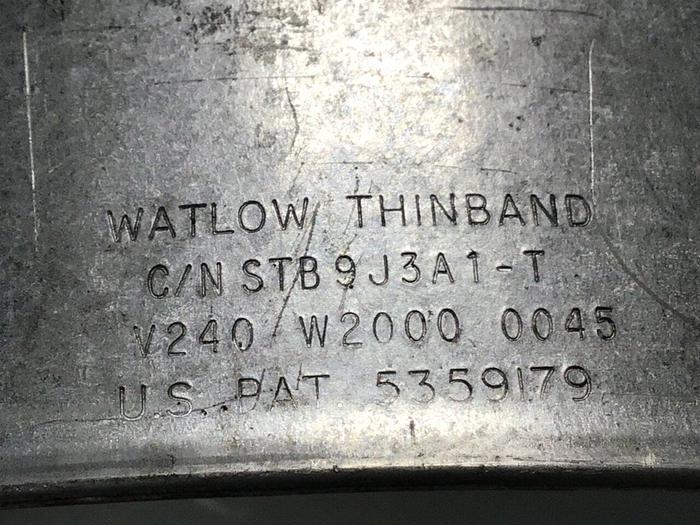 WATLOW THINBAND
C/N STB9J3A1-T
V240 W2000 0045
U.S. PAT 5359179